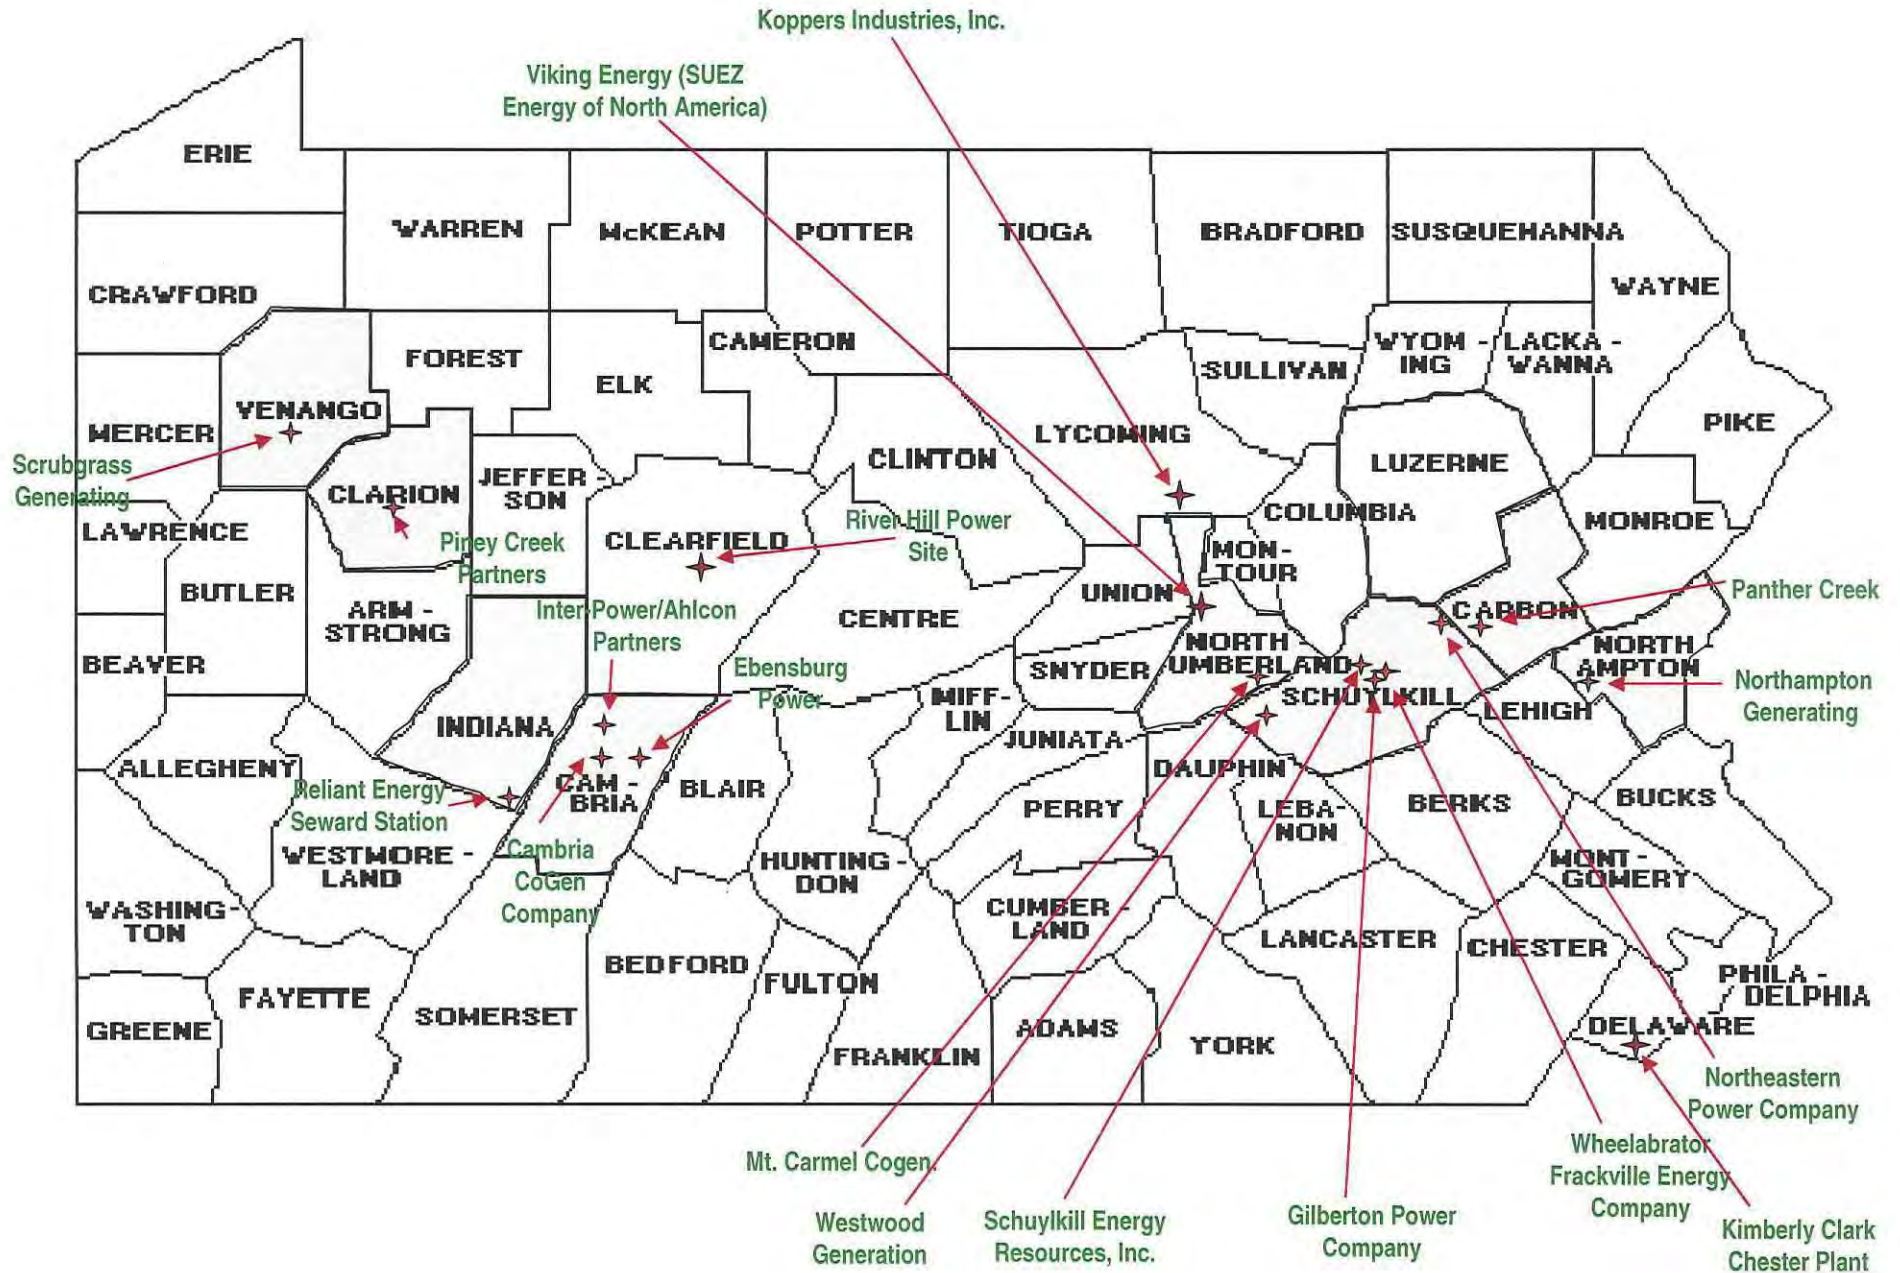 Koppers Industries, Inc.
Viking Energy (SUEZ
Energy of North America)
ERIE
WARREN
McKEAN
POTTER
TIOGA
BRADFORD
SUSQUEHANNA
WAYNE
CRAWFORD
FOREST
ELK
CAMERON
SULLIVAN
WYOM-
ING
LACKA-
WANNA
PIKE
VENANGO
MERCER
Scrubgrass
Generating
CLARION
JEFFER-
SON
CLINTON
LYCOMING
LUZERNE
COLUMBIA
MONROE
LAWRENCE
Piney Creek
Partners
CLEARFIELD
River Hill Power
Site
MON-
TOUR
UNION
BUTLER
ARM-
STRONG
Inter-Power/Ahlcon
Partners
CENTRE
CARBON
Panther Creek
NORTH
UMBERLAND
NORTH
AMPTON
BEAVER
Ebensburg
Power
SNYDER
SCHUYLKILL
LEHIGH
Northampton
Generating
INDIANA
MIFF-
LIN
JUNIATA
ALLEGHENY
Reliant Energy
Seward Station
CAM-
BRIA
BLAIR
DAUPHIN
PERRY
LEBA-
NON
BERKS
BUCKS
WESTMORE-
LAND
Cambria
CoGen
Company
HUNTING-
DON
MONT-
GOMERY
WASHING-
TON
CUMBER-
LAND
LANCASTER
CHESTER
BEDFORD
FULTON
PHILA-
DELPHIA
FAYETTE
GREENE
SOMERSET
FRANKLIN
ADAMS
YORK
DELAWARE
Northeastern
Power Company
Mt. Carmel Cogen.
Wheelabrator
Frackville Energy
Company
Westwood
Generation
Schuylkill Energy
Resources, Inc.
Gilberton Power
Company
Kimberly Clark
Chester Plant